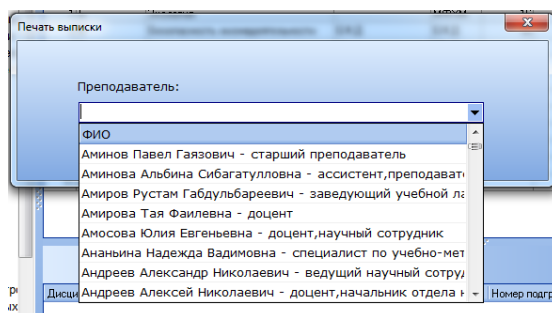 Печать выписки
Преподаватель:
ФИО
Аминов Павел Гаязович - старший преподаватель
Аминова Альбина Сибагатулловна - ассистент,преподавате
Амиров Рустам Габдульбареевич - заведующий учебной ла
Амирова Тая Фаилевна - доцент
Амосова Юлия Евгеньевна - доцент,научный сотрудник
Ананьина Надежда Вадимовна - специалист по учебно-мет
Андреев Александр Николаевич - ведущий научный сотруд
Андреев Алексей Николаевич - доцент,начальник отдела н
Дисци
Номер подгр